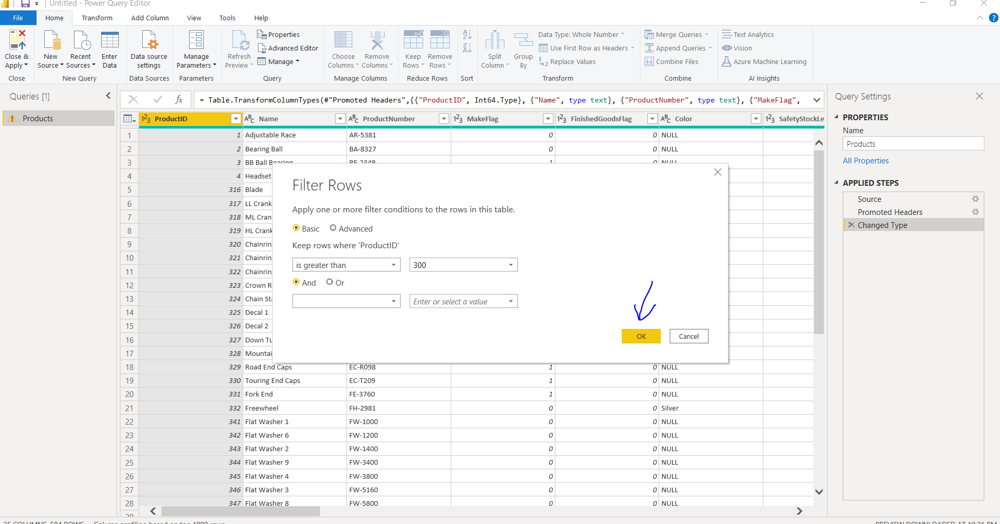 Untitled - Power Query Editor
File Home Transform Add Column View Tools Help
Close & Apply
New Source
Recent Sources
Enter Data
Data source settings
Manage Parameters
Refresh Preview
Properties
Advanced Editor
Manage
Choose Columns
Remove Columns
Keep Rows
Remove Rows
Split Column
Group By
Data Type: Whole Number
Use First Row as Headers
Replace Values
Merge Queries
Append Queries
Combine Files
Text Analytics
Vision
Azure Machine Learning
Close New Query Data Sources Parameters Query Manage Columns Reduce Rows Sort Transform Combine AI Insights
Queries [1]
Products
fx = Table.TransformColumnTypes(#"Promoted Headers",{{"ProductID", Int64.Type}, {"Name", type text}, {"ProductNumber", type text}, {"MakeFlag",
ProductID Name ProductNumber MakeFlag FinishedGoodsFlag Color SafetyStockLe
1 1 Adjustable Race AR-5381 0 0 NULL
2 2 Bearing Ball BA-8327 0 0 NULL
3 3 BB Ball Bearing BE-2349 1 0 NULL
4 4 Headset
5 316 Blade
6 317 LL Crank
7 318 ML Cran
8 319 HL Crank
9 320 Chainrin
10 321 Chainrin
11 322 Chainrin
12 323 Crown R
13 324 Chain Sta
14 325 Decal 1
15 326 Decal 2
16 327 Down Tu
17 328 Mountai
18 329 Road End Caps EC-R098 1 0 NULL
19 330 Touring End Caps EC-T209 1 0 NULL
20 331 Fork End FE-3760 1 0 NULL
21 332 Freewheel FH-2981 0 0 Silver
22 341 Flat Washer 1 FW-1000 0 0 NULL
23 342 Flat Washer 6 FW-1200 0 0 NULL
24 343 Flat Washer 2 FW-1400 0 0 NULL
25 344 Flat Washer 9 FW-3400 0 0 NULL
26 345 Flat Washer 4 FW-3800 0 0 NULL
27 346 Flat Washer 3 FW-5160 0 0 NULL
28 347 Flat Washer 8 FW-5800 0 0 NULL
29
Filter Rows
Apply one or more filter conditions to the rows in this table.
Basic Advanced
Keep rows where 'ProductID'
is greater than 300
And Or
Enter or select a value
OK Cancel
Query Settings
PROPERTIES
Name
Products
All Properties
APPLIED STEPS
Source
Promoted Headers
Changed Type
25 COLUMNS, 504 ROWS Column profiling based on top 1000 rows
PREVIEW DOWNLOADED AT 10:21 PM